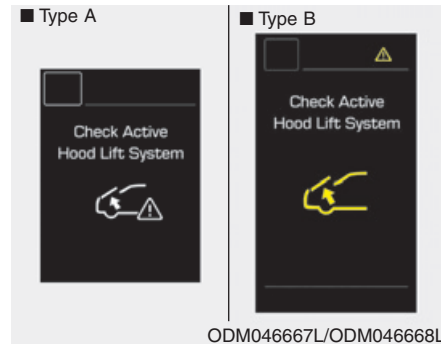 ■ Type A
Check Active
Hood Lift System
■ Type B
Check Active
Hood Lift System
ODM046667L/ODM046668L